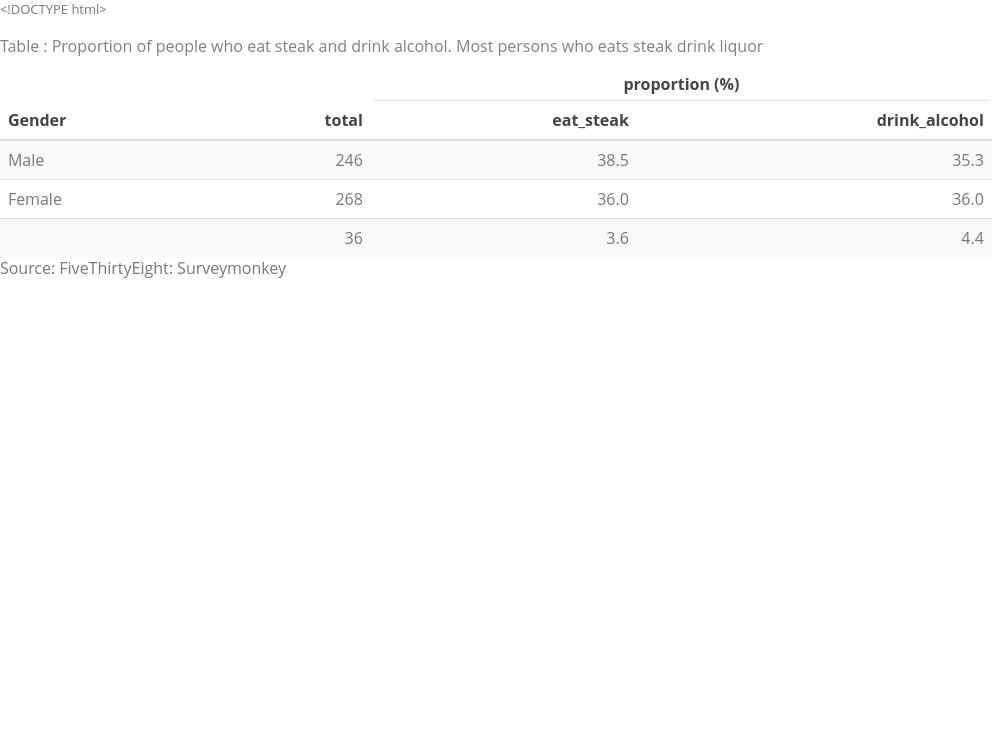 <!DOCTYPE html>
Table : Proportion of people who eat steak and drink alcohol. Most persons who eats steak drink liquor
proportion (%)
Gender total eat_steak drink_alcohol
Male 246 38.5 35.3
Female 268 36.0 36.0
36 3.6 4.4
Source: FiveThirtyEight: Surveymonkey